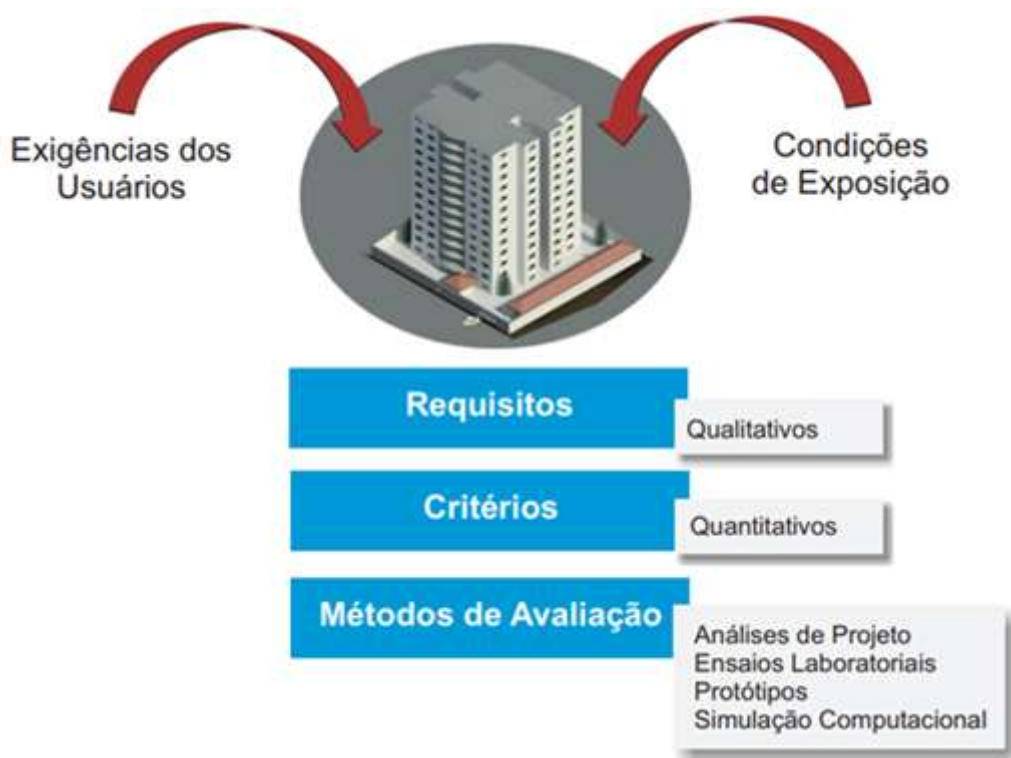 Exigências dos
Usuários
Condições
de Exposição
Requisitos
Qualitativos
Critérios
Quantitativos
Métodos de Avaliação
Análises de Projeto
Ensaios Laboratoriais
Protótipos
Simulação Computacional